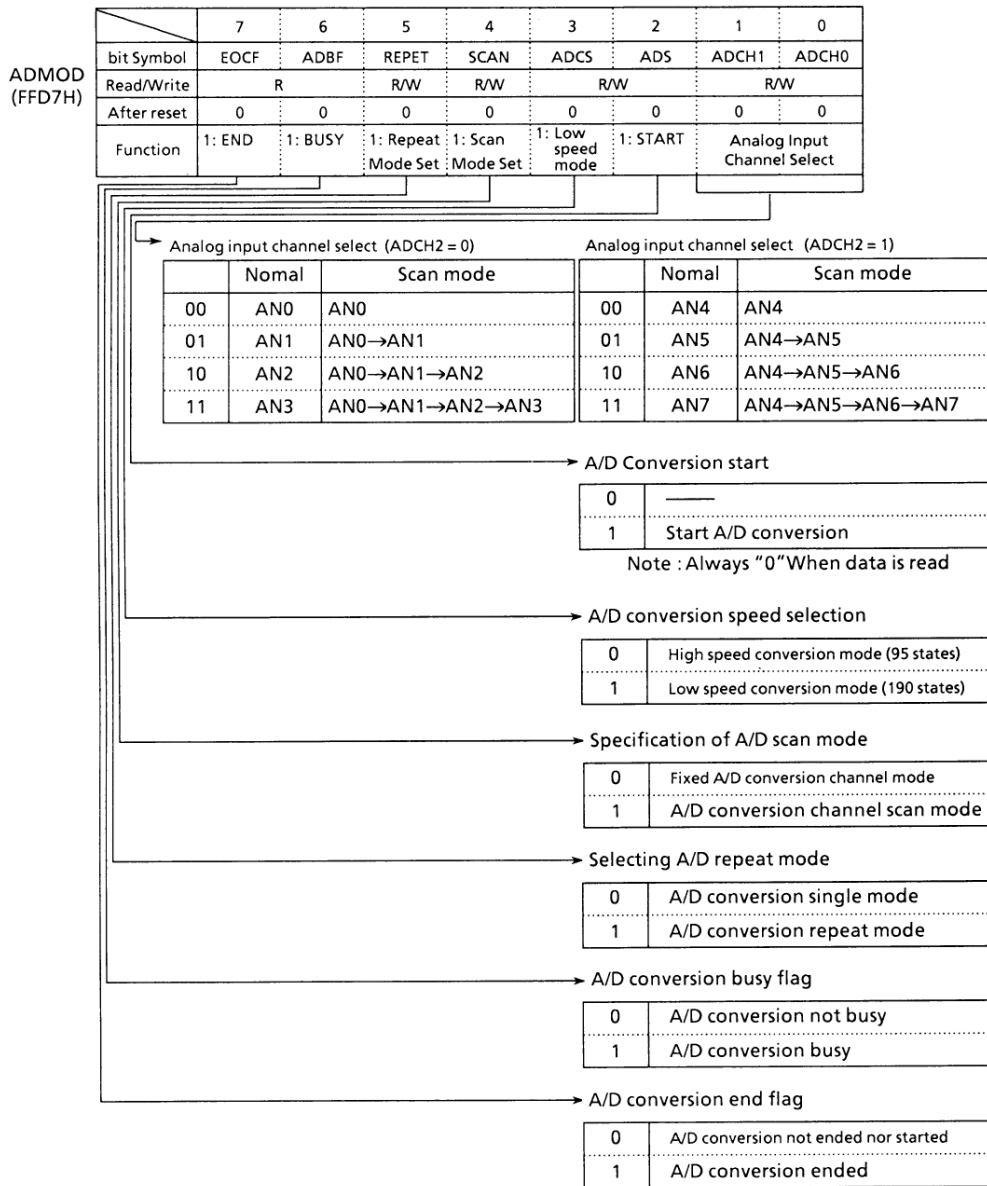 7 6 5 4 3 2 1 0
bit Symbol EOCF ADBF REPET SCAN ADCS ADS ADCH1 ADCH0
ADMOD
(FFD7H)
Read/Write R R/W R/W R/W R/W
After reset 0 0 0 0 0 0 0 0
Function 1: END 1: BUSY 1: Repeat Mode Set 1: Scan Mode Set 1: Low speed mode 1: START Analog Input Channel Select
Analog input channel select (ADCH2 = 0)
Nomal Scan mode
00 AN0 AN0
01 AN1 AN0→AN1
10 AN2 AN0→AN1→AN2
11 AN3 AN0→AN1→AN2→AN3
Analog input channel select (ADCH2 = 1)
Nomal Scan mode
00 AN4 AN4
01 AN5 AN4→AN5
10 AN6 AN4→AN5→AN6
11 AN7 AN4→AN5→AN6→AN7
A/D Conversion start
0 ——
1 Start A/D conversion
Note : Always "0"When data is read
A/D conversion speed selection
0 High speed conversion mode (95 states)
1 Low speed conversion mode (190 states)
Specification of A/D scan mode
0 Fixed A/D conversion channel mode
1 A/D conversion channel scan mode
Selecting A/D repeat mode
0 A/D conversion single mode
1 A/D conversion repeat mode
A/D conversion busy flag
0 A/D conversion not busy
1 A/D conversion busy
A/D conversion end flag
0 A/D conversion not ended nor started
1 A/D conversion ended